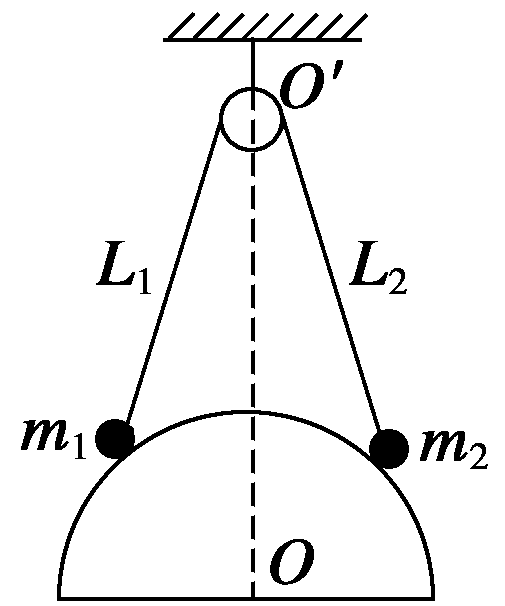 O′
L₁ L₂
m₁ m₂
O